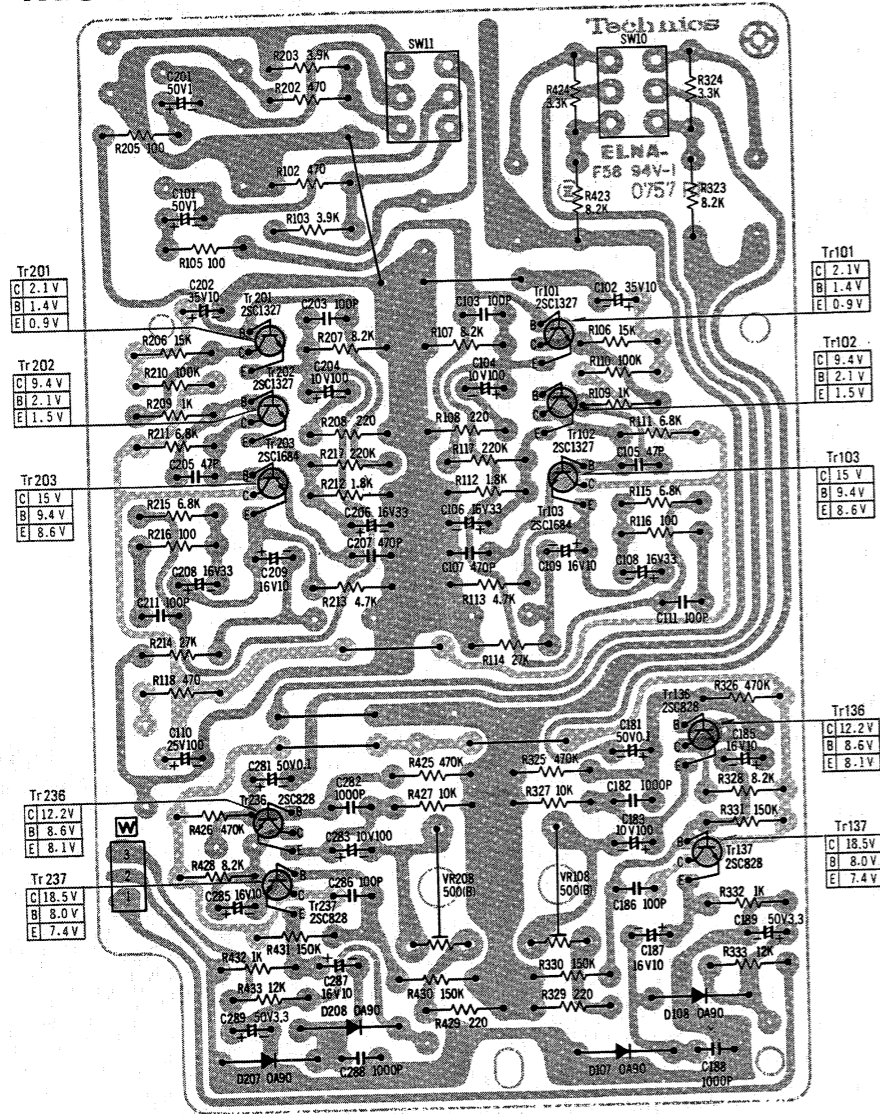 Technics
SW11
SW10
R203 3.9K
C201
50V1
R202 470
R424
3.3K
R324
3.3K
R205 100
ELNA-
F58 94V-1
0757
R102 470
C101
50V1
R423
8.2K
R323
8.2K
R103 3.9K
R105 100
Tr201
C 2.1V
B 1.4V
E 0.9V
C202
35V10
Tr201
2SC1327
C203 100P
C103 100P
Tr101
2SC1327
C102 35V10
Tr101
C 2.1V
B 1.4V
E 0.9V
B
C
E
B
C
E
R206 15K
R207 8.2K
R107 8.2K
R106 15K
R210 100K
Tr202
2SC1327
C204
10V100
C104
10V100
R110 100K
Tr202
C 9.4V
B 2.1V
E 1.5V
Tr102
C 9.4V
B 2.1V
E 1.5V
B
C
E
B
C
E
R209 1K
R109 1K
R208 220
R108 220
R211 6.8K
Tr203
2SC1684
R111 6.8K
Tr102
2SC1327
R217 220K
R117 220K
C205 47P
C105 47P
Tr203
C 15 V
B 9.4V
E 8.6V
Tr103
C 15 V
B 9.4V
E 8.6V
B
C
E
B
C
E
R212 1.8K
R112 1.8K
R215 6.8K
R115 6.8K
C206 16V33
C106 16V33
Tr103
2SC1684
R216 100
R116 100
C207 470P
C107 470P
C209
16V10
C109 16V10
C208 16V33
C108 16V33
R213 4.7K
R113 4.7K
C211 100P
C111 100P
R214 27K
R114 27K
R118 470
R326 470K
Tr136
2SC828
Tr136
C 12.2V
B 8.6V
E 8.1V
B
C
E
C110
25V100
C181
50V0.1
C185
16V10
C281 50V0.1
R425 470K
R325 470K
C282
1000P
R328 8.2K
Tr236
C 12.2V
B 8.6V
E 8.1V
Tr236
2SC828
R427 10K
R327 10K
C182 1000P
R331 150K
B
C
E
R426 470K
W
3
2
1
C283 10V100
C183
10V100
Tr137
2SC828
Tr137
C 18.5V
B 8.0V
E 7.4V
B
C
E
R428 8.2K
Tr237
C 18.5V
B 8.0V
E 7.4V
B
C
E
VR208
500(B)
VR108
500(B)
C285 16V10
C286 100P
C186 100P
Tr237
2SC828
R332 1K
C189 50V3.3
R431 150K
C187
16V10
R432 1K
C287
16V10
R333 12K
R430 150K
R330 150K
R433 12K
D108 OA90
R329 220
C289 50V3.3
D208 OA90
R429 220
D207 OA90
C288 1000P
D107 OA90
C188
1000P